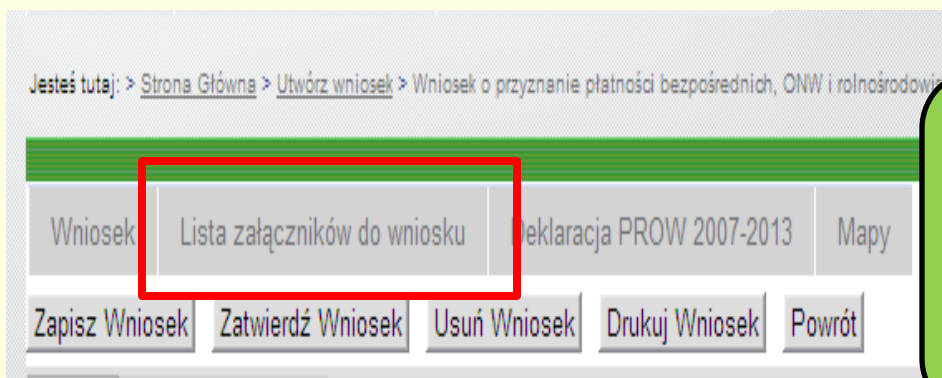 Jesteś tutaj: > Strona Główna > Utwórz wniosek > Wniosek o przyznanie płatności bezpośrednich, ONW i
Wniosek Lista załączników do wniosku Deklaracja PROW 2007-2013 Mapy
Zapisz Wniosek Zatwierdź Wniosek Usuń Wniosek Drukuj Wniosek Powrót